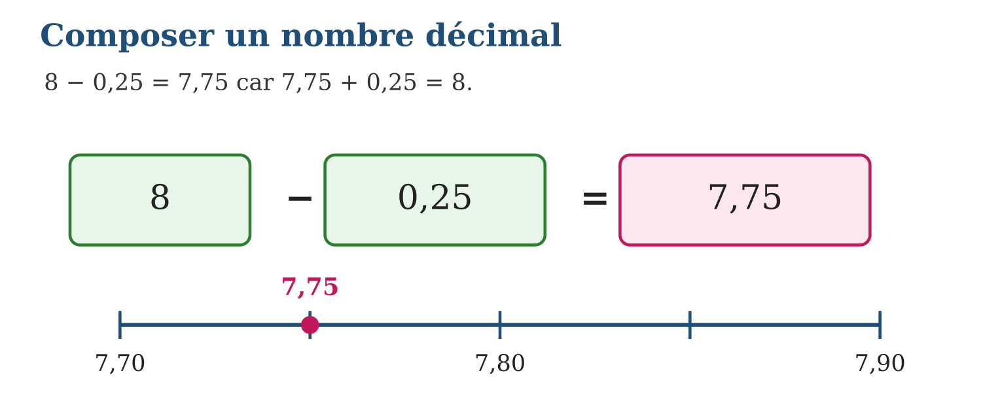 Composer un nombre décimal
8 − 0,25 = 7,75 car 7,75 + 0,25 = 8.
8 − 0,25 = 7,75
7,75
7,70 7,80 7,90